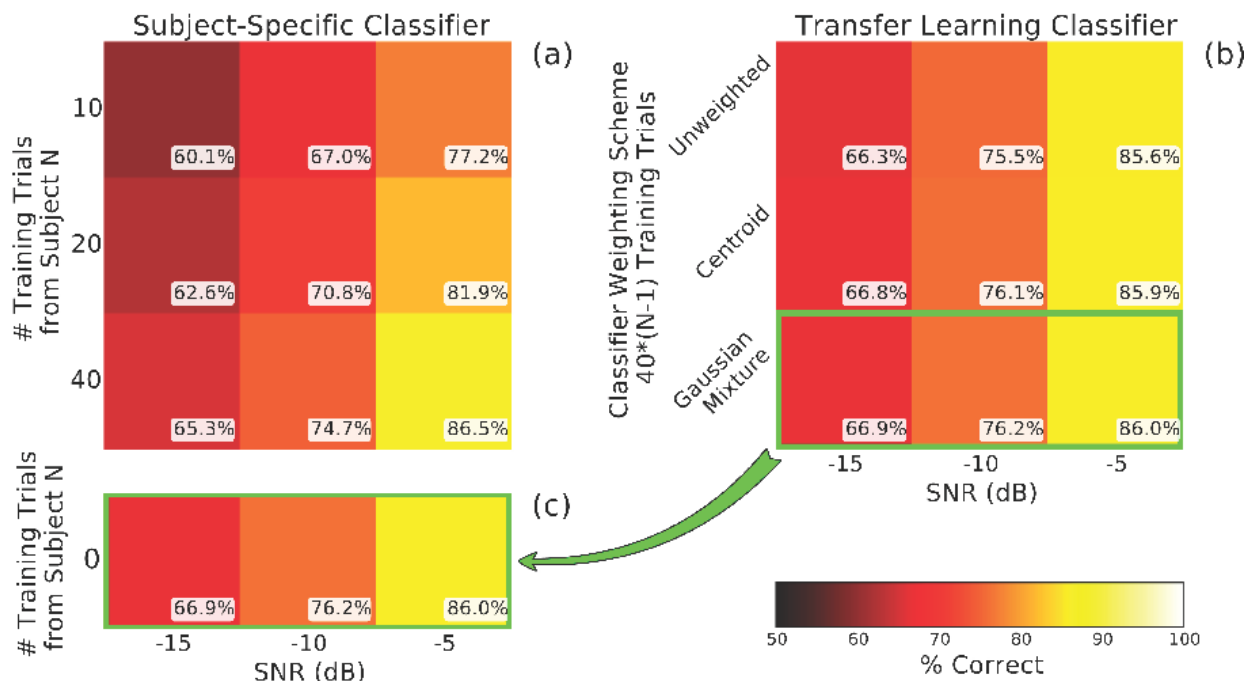 Subject-Specific Classifier
(a)
# Training Trials
from Subject N
10
20
40
60.1%
67.0%
77.2%
62.6%
70.8%
81.9%
65.3%
74.7%
86.5%
Transfer Learning Classifier
(b)
Classifier Weighting Scheme
40*(N-1) Training Trials
Unweighted
Centroid
Gaussian
Mixture
66.3%
75.5%
85.6%
66.8%
76.1%
85.9%
66.9%
76.2%
86.0%
-15
-10
-5
SNR (dB)
(c)
# Training Trials
from Subject N
0
66.9%
76.2%
86.0%
-15
-10
-5
SNR (dB)
50
60
70
80
90
100
% Correct